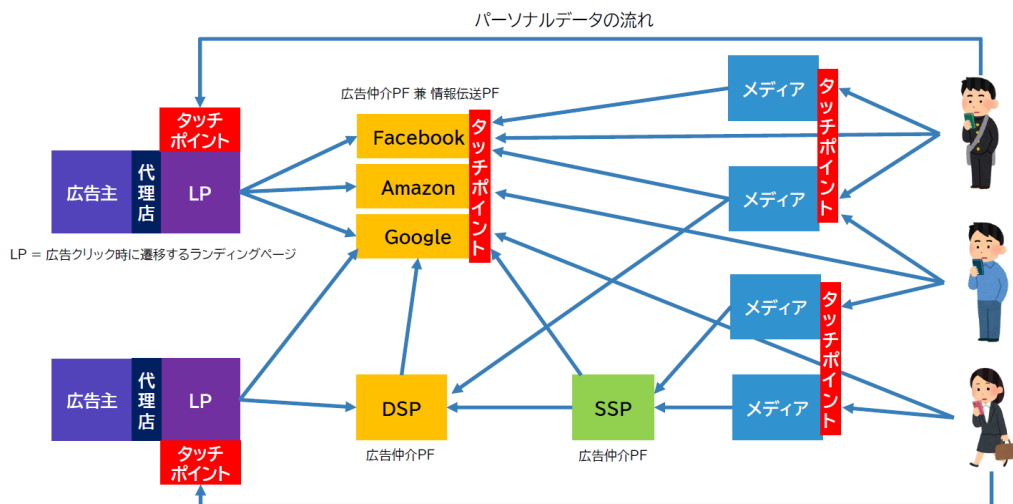 パーソナルデータの流れ
広告仲介PF 兼 情報伝送PF
タッチ
ポイント
広告主
代理店
LP
LP = 広告クリック時に遷移するランディングページ
Facebook
Amazon
Google
タッチポイント
メディア
メディア
タッチポイント
メディア
メディア
タッチポイント
広告主
代理店
LP
タッチ
ポイント
DSP
広告仲介PF
SSP
広告仲介PF